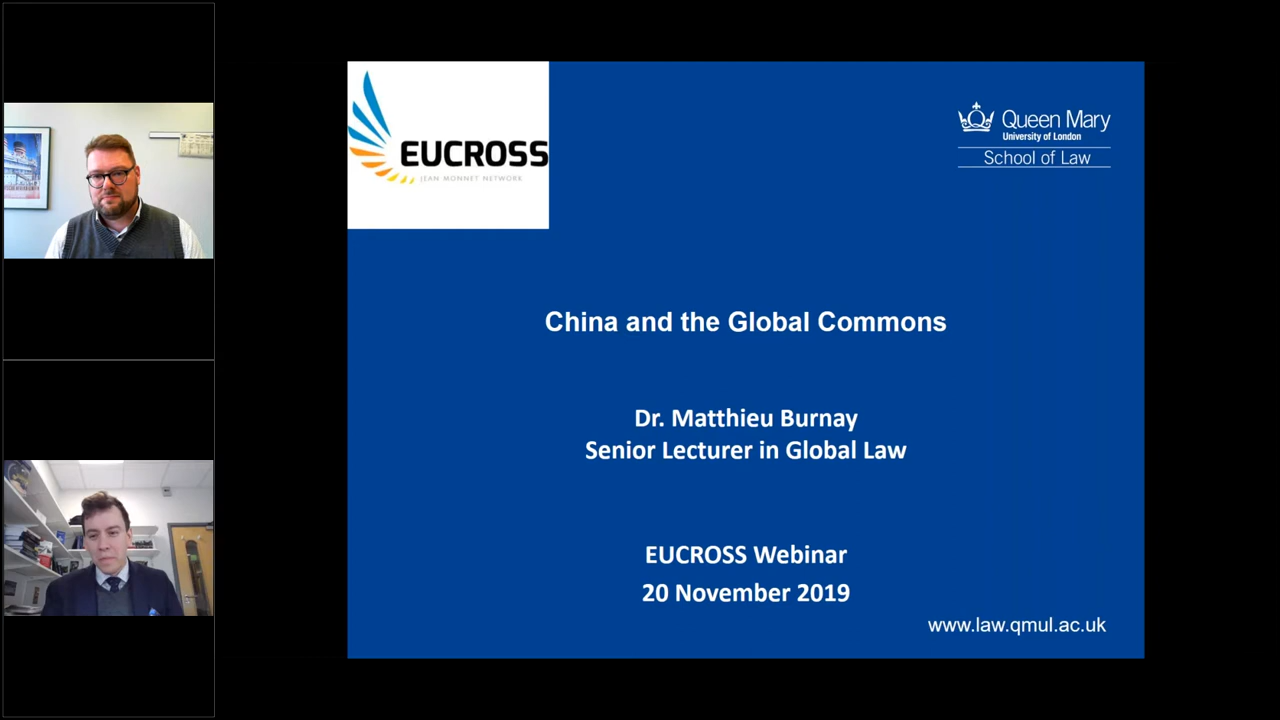 EUCROSS
JEAN MONNET NETWORK
Queen Mary
University of London
School of Law
China and the Global Commons
Dr. Matthieu Burnay
Senior Lecturer in Global Law
EUCROSS Webinar
20 November 2019
www.law.qmul.ac.uk